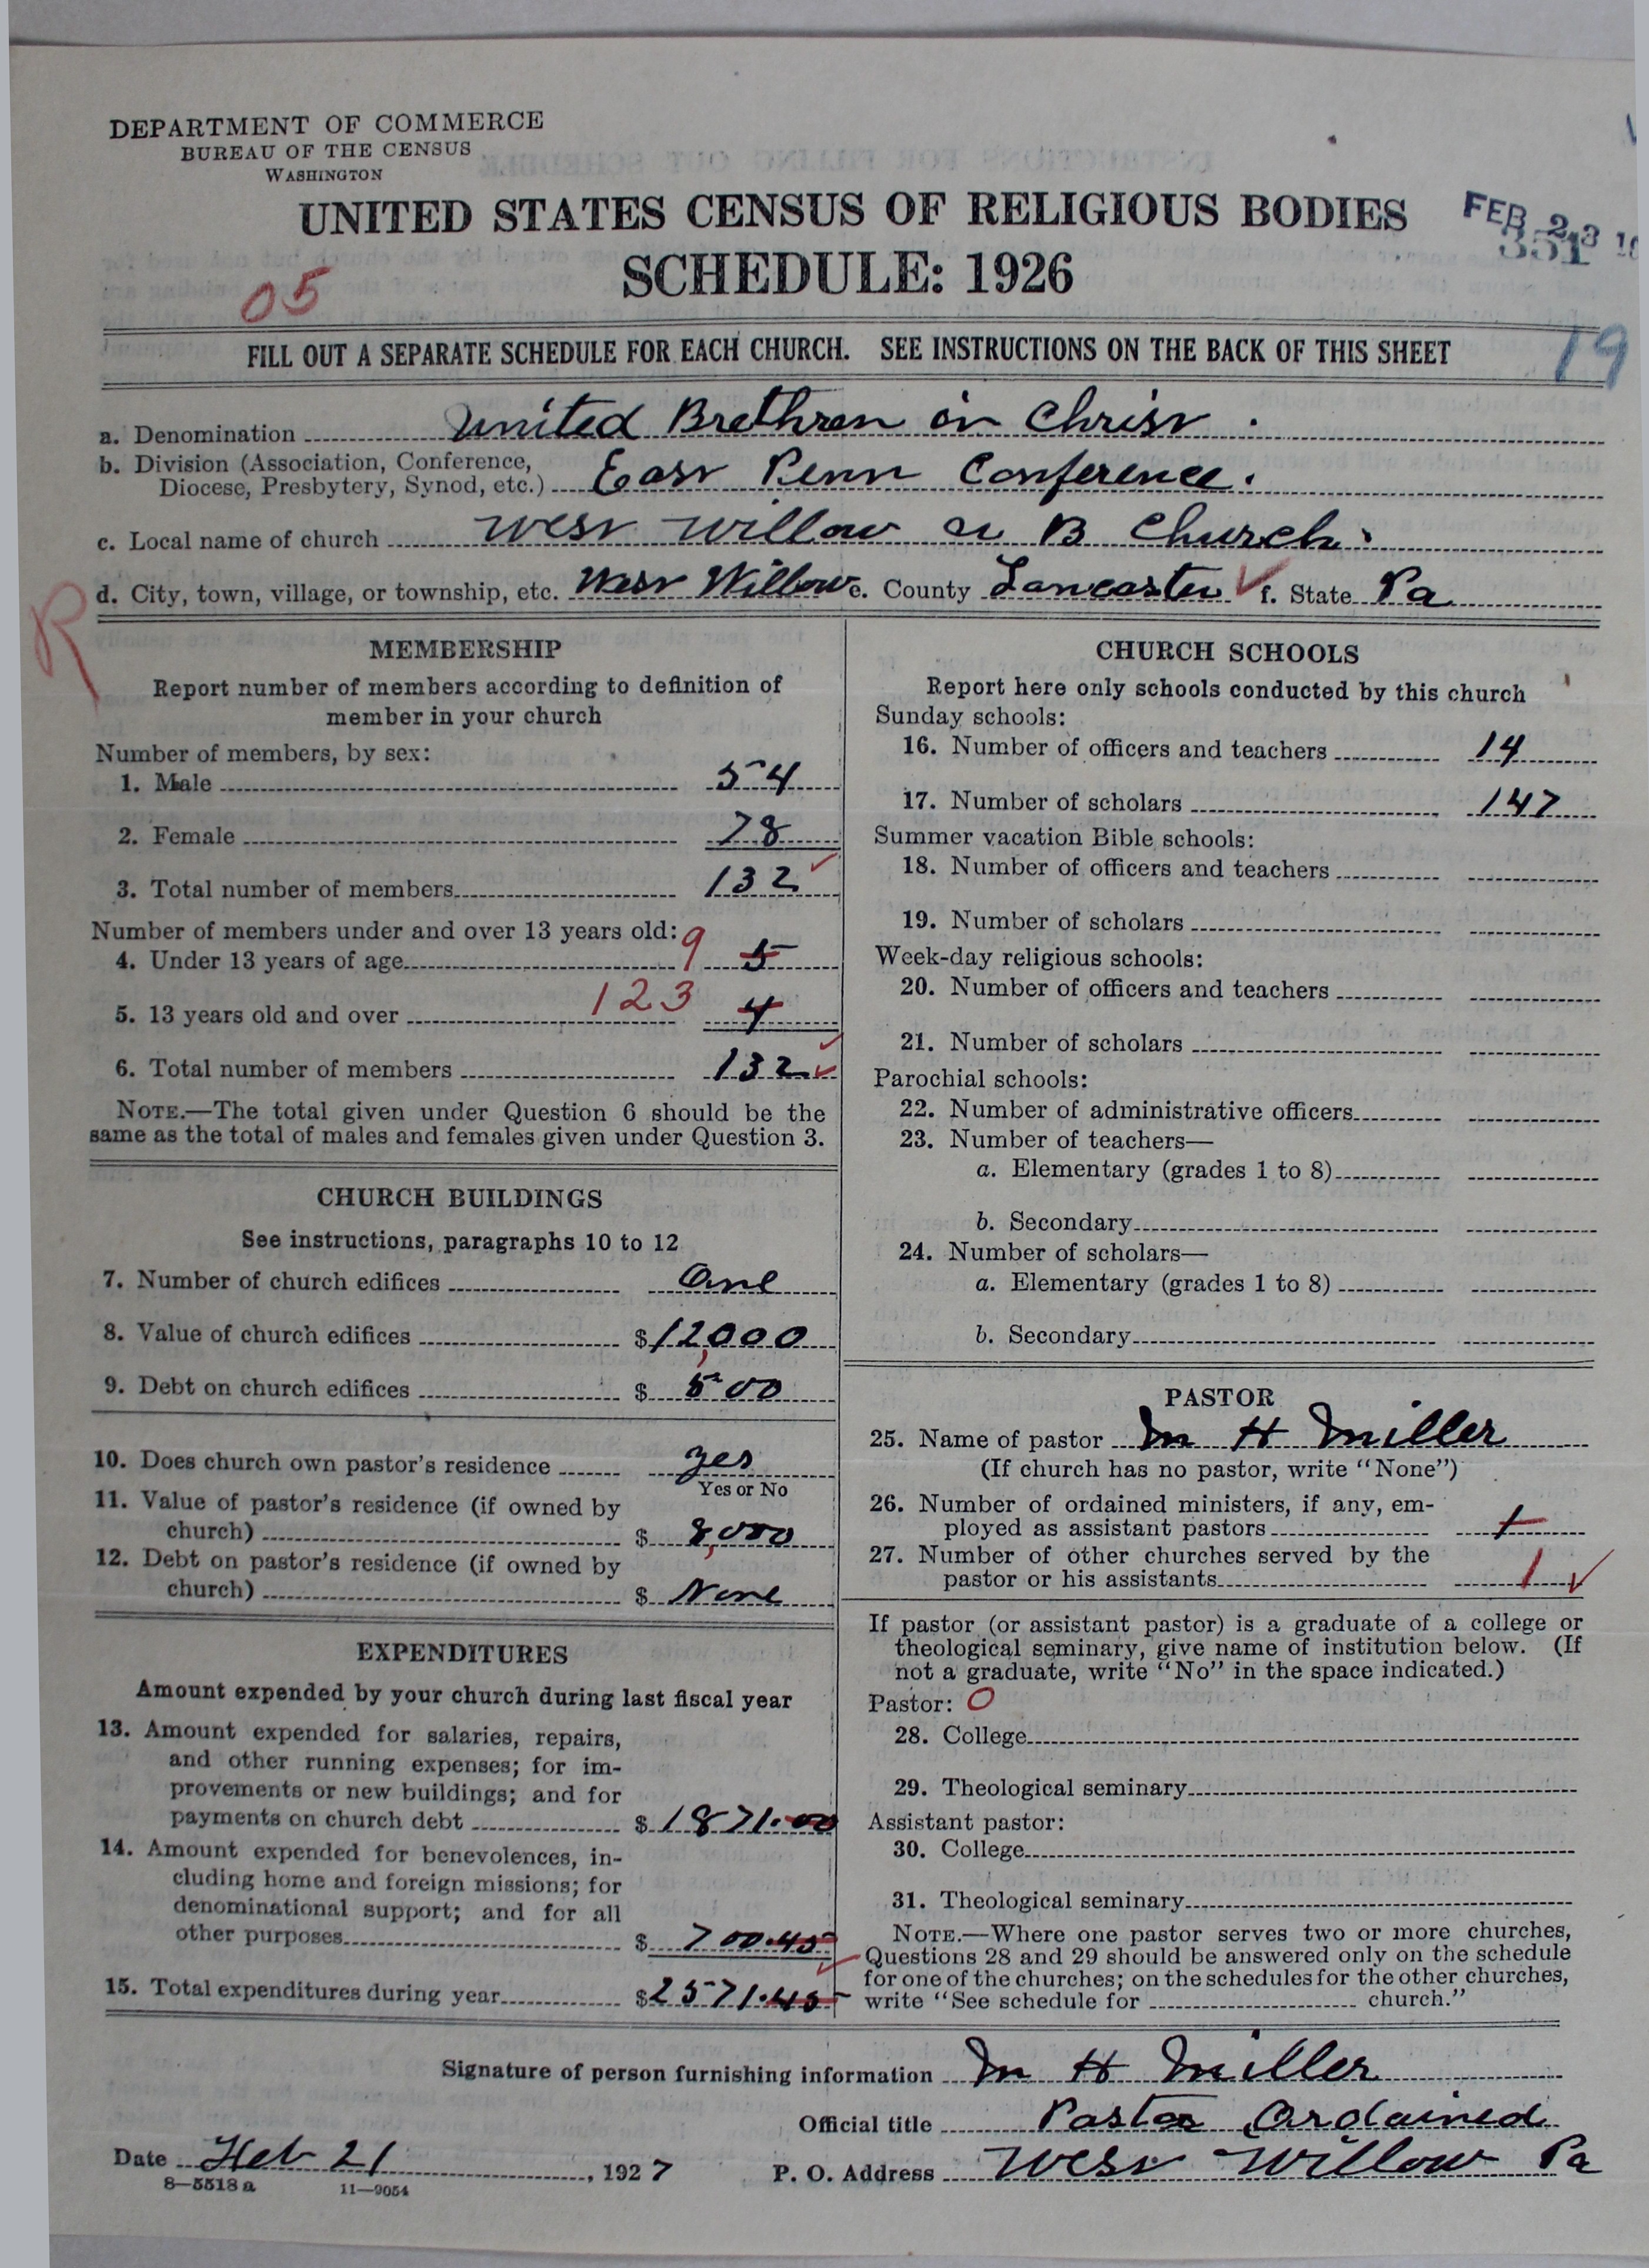 DEPARTMENT OF COMMERCE
BUREAU OF THE CENSUS
WASHINGTON
UNITED STATES CENSUS OF RELIGIOUS BODIES
FEB 23
351
SCHEDULE: 1926
05
FILL OUT A SEPARATE SCHEDULE FOR EACH CHURCH. SEE INSTRUCTIONS ON THE BACK OF THIS SHEET
19
a. Denomination United Brethren in Christ.
b. Division (Association, Conference,
Diocese, Presbytery, Synod, etc.) East Penn Conference.
c. Local name of church West Willow U B Church.
d. City, town, village, or township, etc. West Willow e. County Lancaster ✓ f. State Pa
R
MEMBERSHIP
Report number of members according to definition of
member in your church
Number of members, by sex:
1. Male 54
2. Female 78
3. Total number of members 132 ✓
Number of members under and over 13 years old:
4. Under 13 years of age 9 5
5. 13 years old and over 123 4
6. Total number of members 132 ✓
NOTE.—The total given under Question 6 should be the
same as the total of males and females given under Question 3.
CHURCH BUILDINGS
See instructions, paragraphs 10 to 12
7. Number of church edifices One
8. Value of church edifices $12,000
9. Debt on church edifices $ 500
10. Does church own pastor's residence yes
Yes or No
11. Value of pastor's residence (if owned by
church) $ 8,000
12. Debt on pastor's residence (if owned by
church) $ None
EXPENDITURES
Amount expended by your church during last fiscal year
13. Amount expended for salaries, repairs,
and other running expenses; for im-
provements or new buildings; and for
payments on church debt $ 1871.00
14. Amount expended for benevolences, in-
cluding home and foreign missions; for
denominational support; and for all
other purposes $ 700.45
15. Total expenditures during year $2571.45
CHURCH SCHOOLS
Report here only schools conducted by this church
Sunday schools:
16. Number of officers and teachers 14
17. Number of scholars 147
Summer vacation Bible schools:
18. Number of officers and teachers
19. Number of scholars
Week-day religious schools:
20. Number of officers and teachers
21. Number of scholars
Parochial schools:
22. Number of administrative officers
23. Number of teachers—
a. Elementary (grades 1 to 8)
b. Secondary
24. Number of scholars—
a. Elementary (grades 1 to 8)
b. Secondary
PASTOR
25. Name of pastor M H Miller
(If church has no pastor, write "None")
26. Number of ordained ministers, if any, em-
ployed as assistant pastors 1
27. Number of other churches served by the
pastor or his assistants 1 ✓
If pastor (or assistant pastor) is a graduate of a college or
theological seminary, give name of institution below. (If
not a graduate, write "No" in the space indicated.)
Pastor: O
28. College
29. Theological seminary
Assistant pastor:
30. College
31. Theological seminary
NOTE.—Where one pastor serves two or more churches,
Questions 28 and 29 should be answered only on the schedule
for one of the churches; on the schedules for the other churches,
write "See schedule for church."
Signature of person furnishing information M H Miller
Official title Pastor Ordained
Date Feb 21, 1927 P. O. Address West Willow Pa
8—5518 a 11—9054